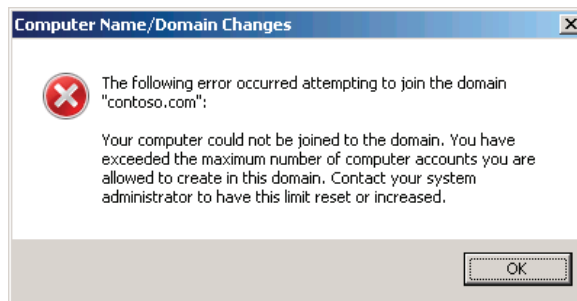 Computer Name/Domain Changes
The following error occurred attempting to join the domain
"contoso.com":
Your computer could not be joined to the domain. You have
exceeded the maximum number of computer accounts you are
allowed to create in this domain. Contact your system
administrator to have this limit reset or increased.
OK